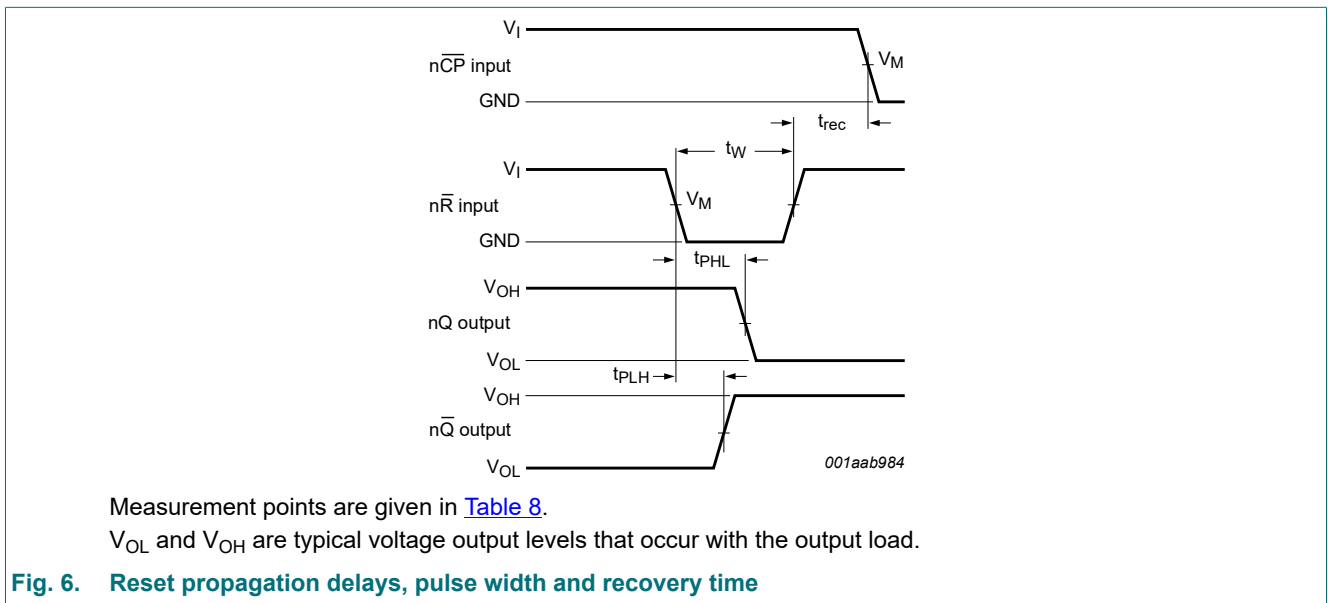 V_I
nC̅P̅ input
V_M
GND
t_rec
t_W
V_I
nR̅ input
V_M
GND
t_PHL
V_OH
nQ output
V_OL
t_PLH
V_OH
nQ̅ output
V_OL
001aab984
Measurement points are given in Table 8.
V_OL and V_OH are typical voltage output levels that occur with the output load.
Fig. 6. Reset propagation delays, pulse width and recovery time